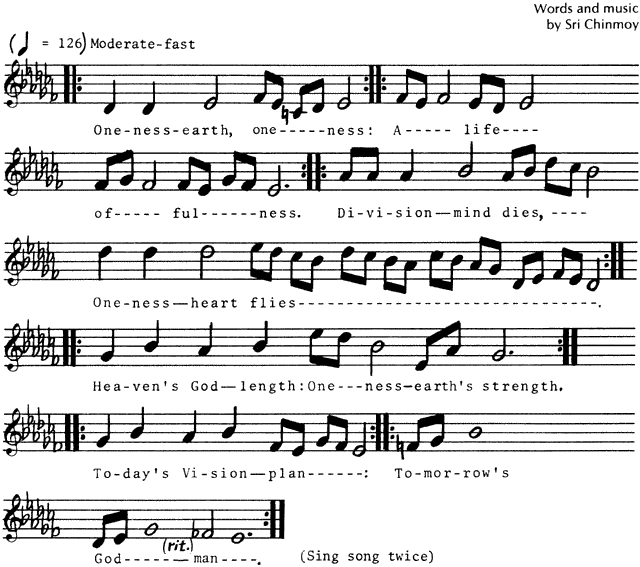 Words and music
by Sri Chinmoy
(♩ = 126) Moderate-fast
One-ness-earth, one-----ness: A----- life----
of----- ful------ness. Di-vi-sion—mind dies, ----
One-ness—heart flies------------------------------.
Hea-ven's God—length:One---ness—earth's strength.
To-day's Vi-sion—plan------: To-mor-row's
(rit.)
God------man----. (Sing song twice)